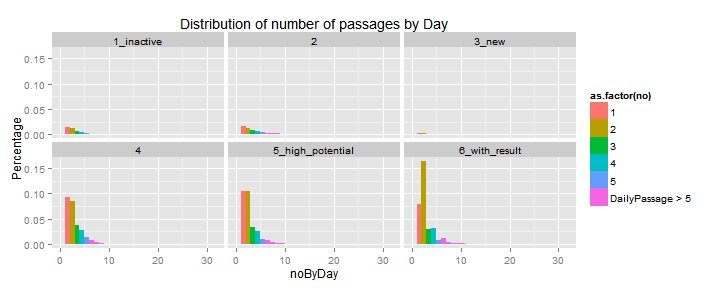 Distribution of number of passages by Day
1_inactive 2 3_new
0.15
0.10
0.05
0.00
4 5_high_potential 6_with_result
0.15
0.10
0.05
0.00
0 10 20 30 0 10 20 30 0 10 20 30
noByDay
Percentage
as.factor(no)
1
2
3
4
5
DailyPassage > 5